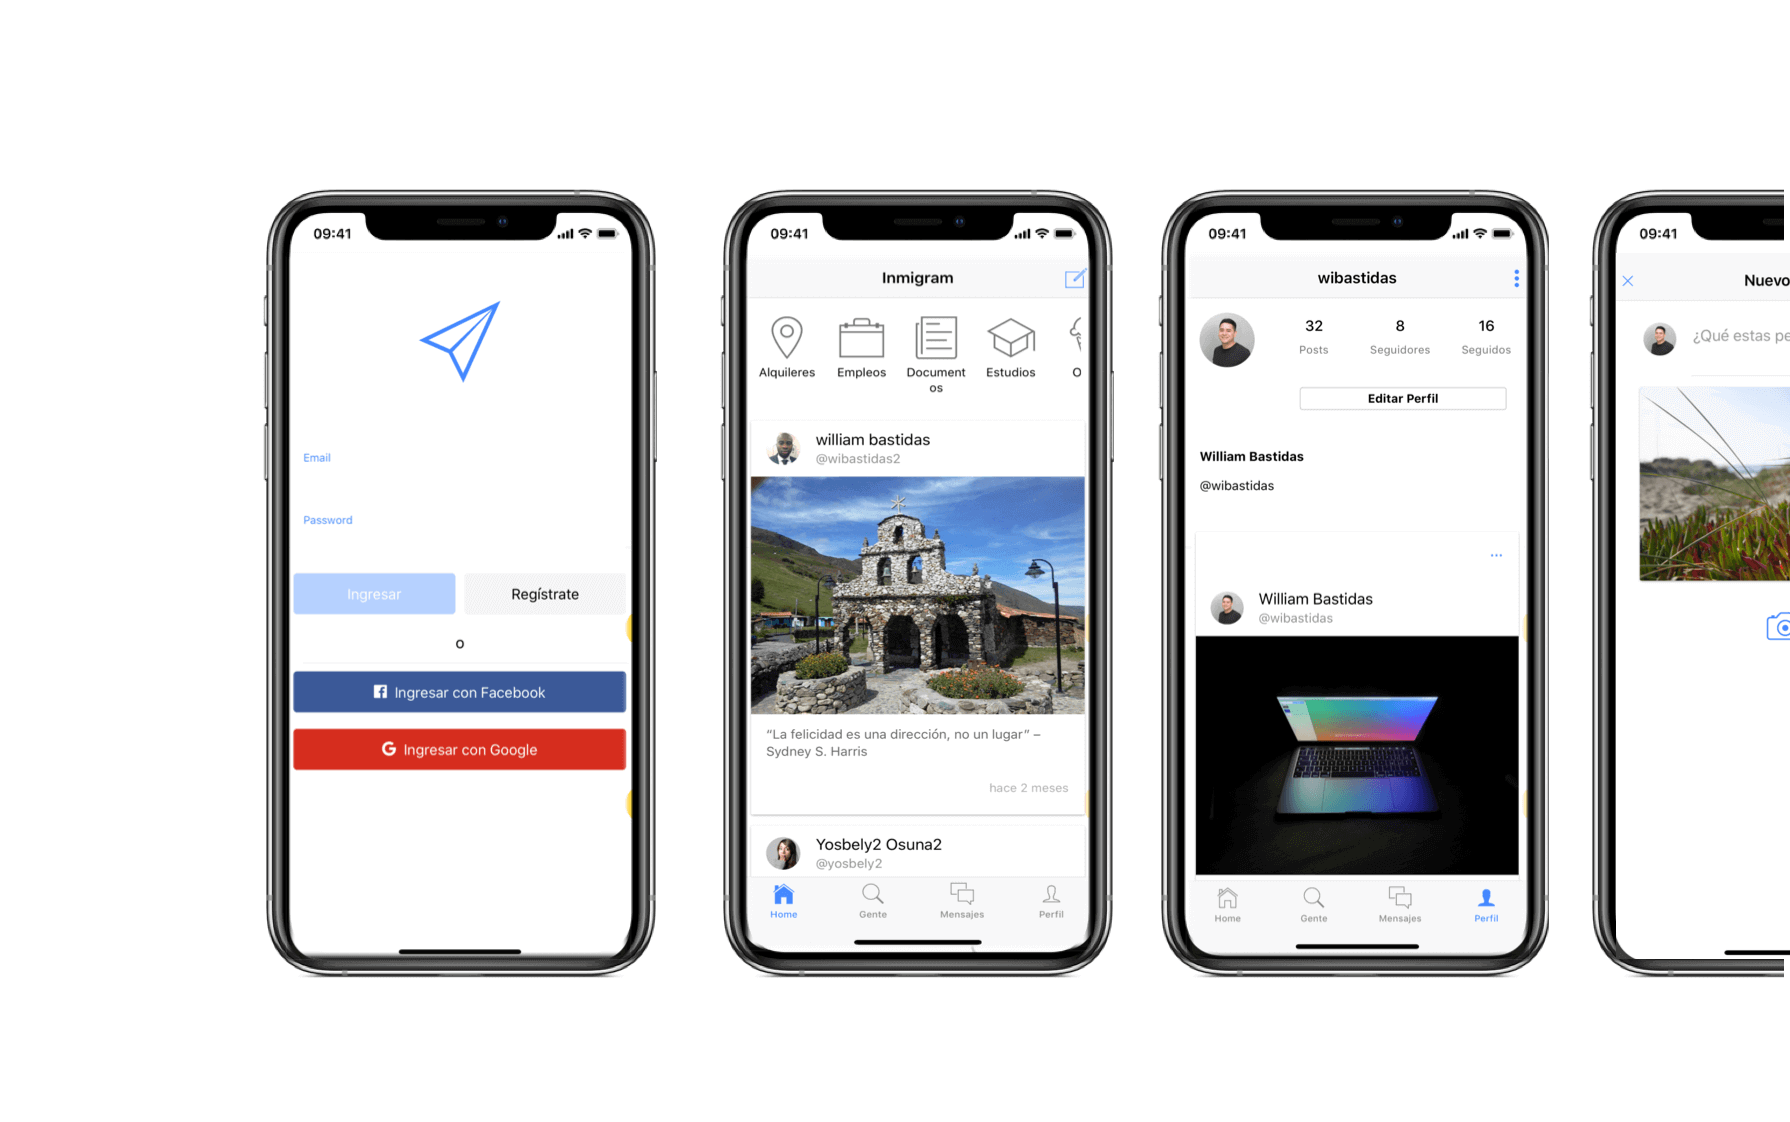 09:41
Email
Password
Ingresar
Regístrate
o
Ingresar con Facebook
G Ingresar con Google
09:41
Inmigram
Alquileres
Empleos
Document
os
Estudios
O
william bastidas
@wibastidas2
“La felicidad es una dirección, no un lugar” –
Sydney S. Harris
hace 2 meses
Yosbely2 Osuna2
@yosbely2
Home
Gente
Mensajes
Perfil
09:41
wibastidas
32
Posts
8
Seguidores
16
Seguidos
Editar Perfil
William Bastidas
@wibastidas
William Bastidas
@wibastidas
Home
Gente
Mensajes
Perfil
09:41
Nuevo
¿Qué estas pe